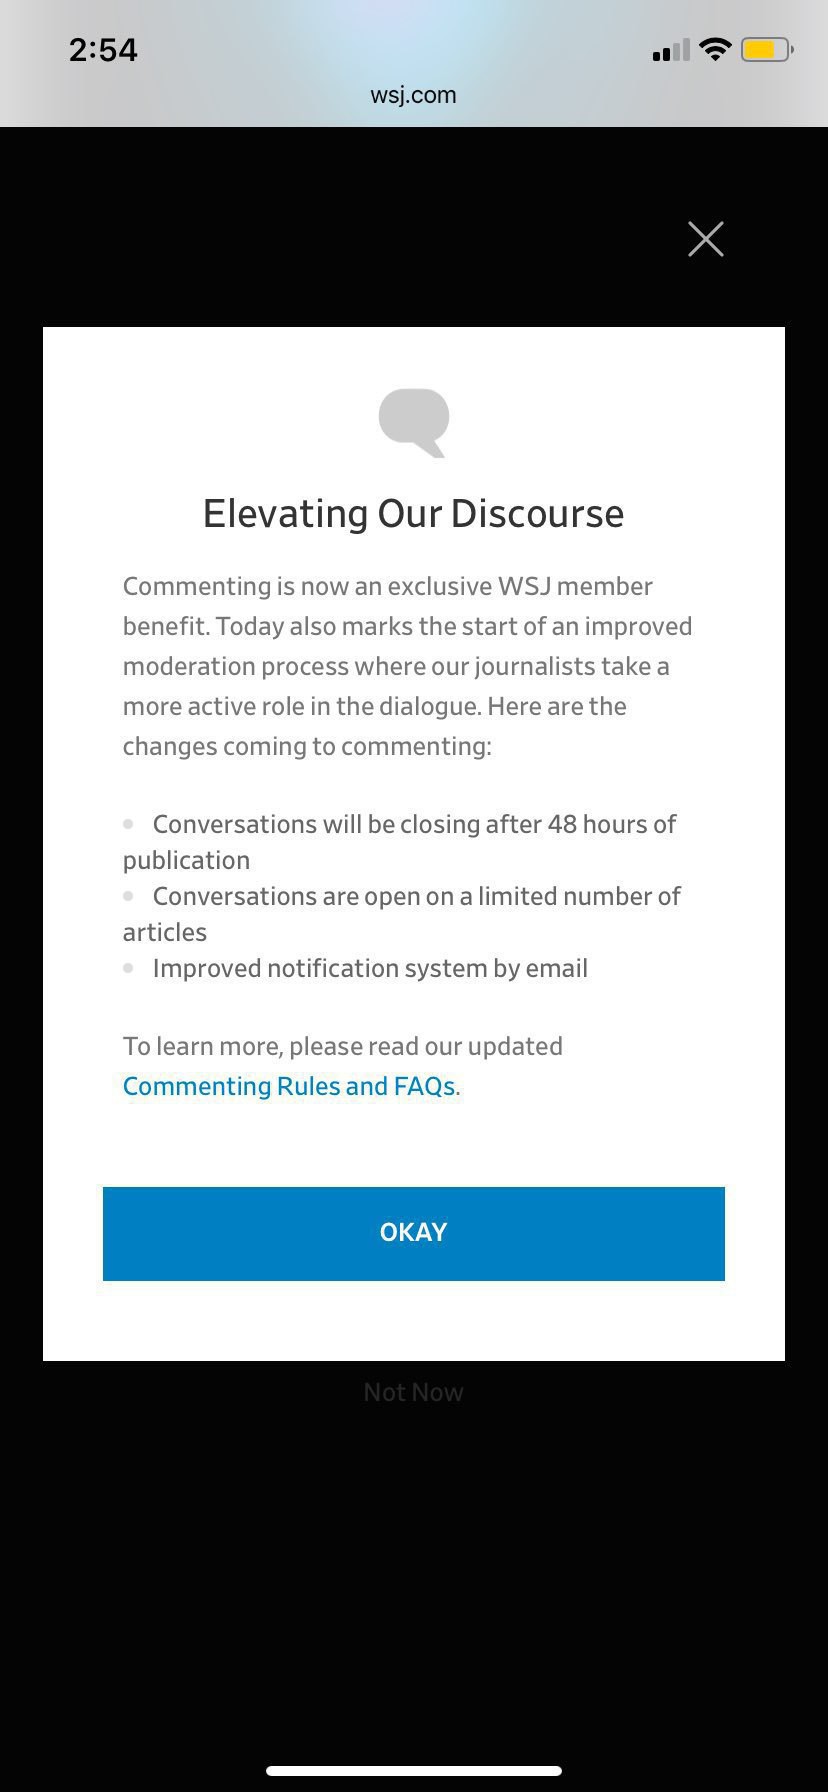 2:54
wsj.com
Elevating Our Discourse
Commenting is now an exclusive WSJ member
benefit. Today also marks the start of an improved
moderation process where our journalists take a
more active role in the dialogue. Here are the
changes coming to commenting:
Conversations will be closing after 48 hours of
publication
Conversations are open on a limited number of
articles
Improved notification system by email
To learn more, please read our updated
Commenting Rules and FAQs.
OKAY
Not Now